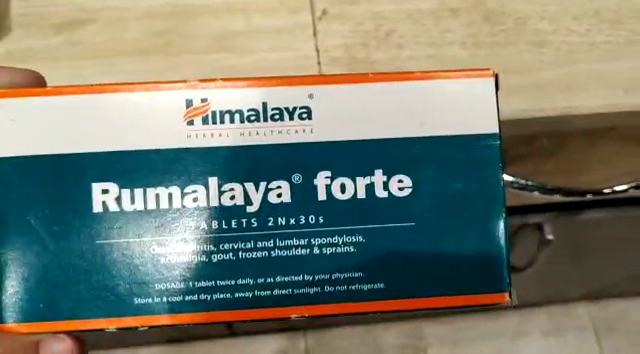 Himalaya®
HERBAL HEALTHCARE
Rumalaya® forte
TABLETS 2Nx30s
cervical and lumbar spondylosis,
gout, frozen shoulder & sprains.
DOSAGE: 1 tablet twice daily, or as directed by your physician.
Store in a cool and dry place, away from direct sunlight. Do not refrigerate.